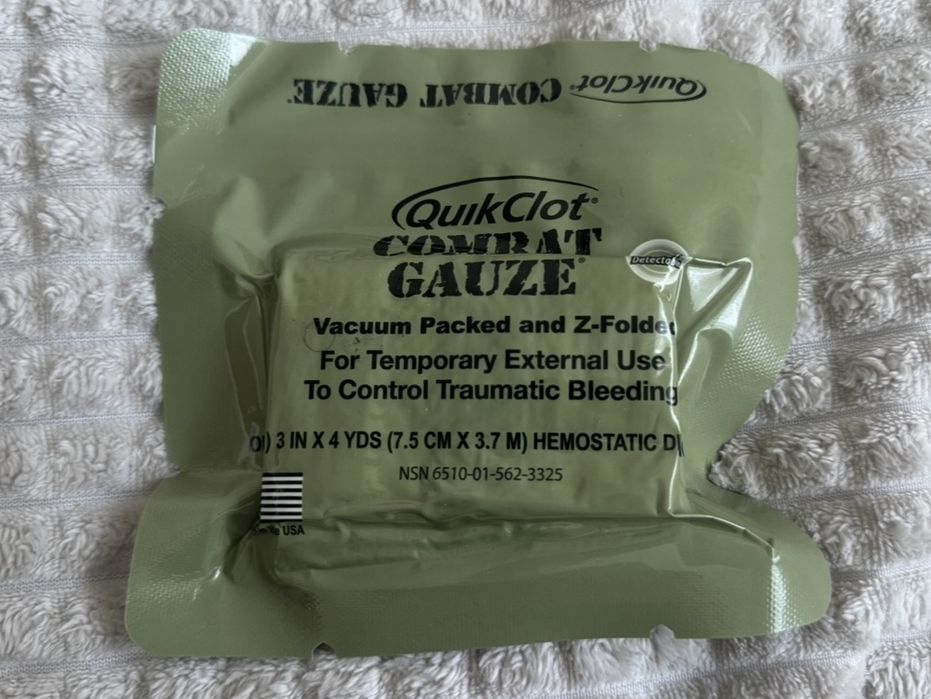 QuikClot® COMBAT GAUZE®
QuikClot®
COMBAT
GAUZE®
Detectable
Vacuum Packed and Z-Folde
For Temporary External Use
To Control Traumatic Bleeding
3 IN X 4 YDS (7.5 CM X 3.7 M) HEMOSTATIC
NSN 6510-01-562-3325
USA